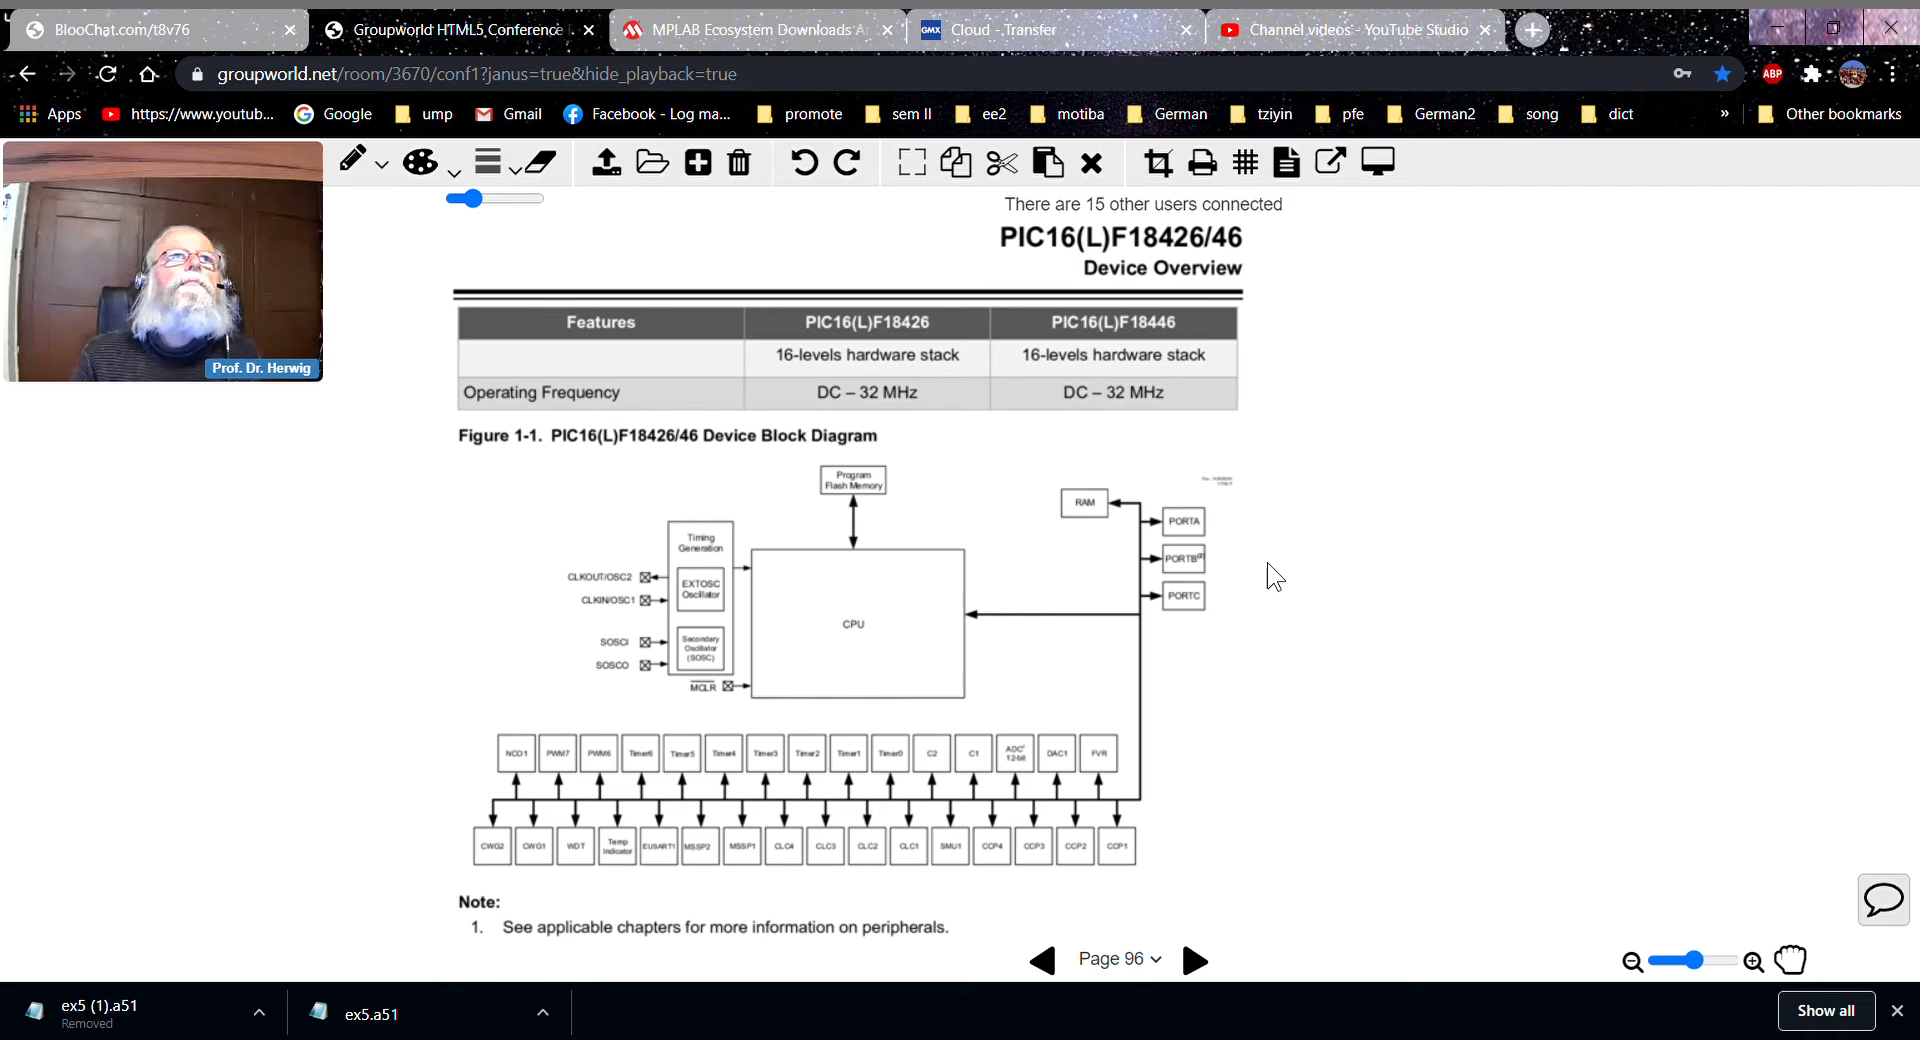 BlooChat.com/t8v76
Groupworld HTML5 Conference
MPLAB Ecosystem Downloads A
GMX
Cloud - Transfer
Channel videos - YouTube Studio
groupworld.net/room/3670/conf1?janus=true&hide_playback=true
ABP
Apps
https://www.youtub...
Google
ump
Gmail
Facebook - Log ma...
promote
sem II
ee2
motiba
German
tziyin
pfe
German2
song
dict
»
Other bookmarks
Prof. Dr. Herwig
There are 15 other users connected
PIC16(L)F18426/46
Device Overview
Features PIC16(L)F18426 PIC16(L)F18446
16-levels hardware stack 16-levels hardware stack
Operating Frequency DC – 32 MHz DC – 32 MHz
Figure 1-1. PIC16(L)F18426/46 Device Block Diagram
Program
Flash Memory
RAM
PORTA
PORTB(2)
PORTC
Timing
Generation
EXTOSC
Oscillator
Secondary
Oscillator
(SOSC)
CLKOUT/OSC2
CLKIN/OSC1
SOSCI
SOSCO
MCLR
CPU
NCO1 PWM7 PWM6 Timer6 Timer5 Timer4 Timer3 Timer2 Timer1 Timer0 C2 C1 ADC² 12-bit DAC1 FVR
CWG2 CWG1 WDT Temp Indicator EUSART1 MSSP2 MSSP1 CLC4 CLC3 CLC2 CLC1 SMU1 CCP4 CCP3 CCP2 CCP1
Note:
1. See applicable chapters for more information on peripherals.
Page 96
ex5 (1).a51
Removed
ex5.a51
Show all